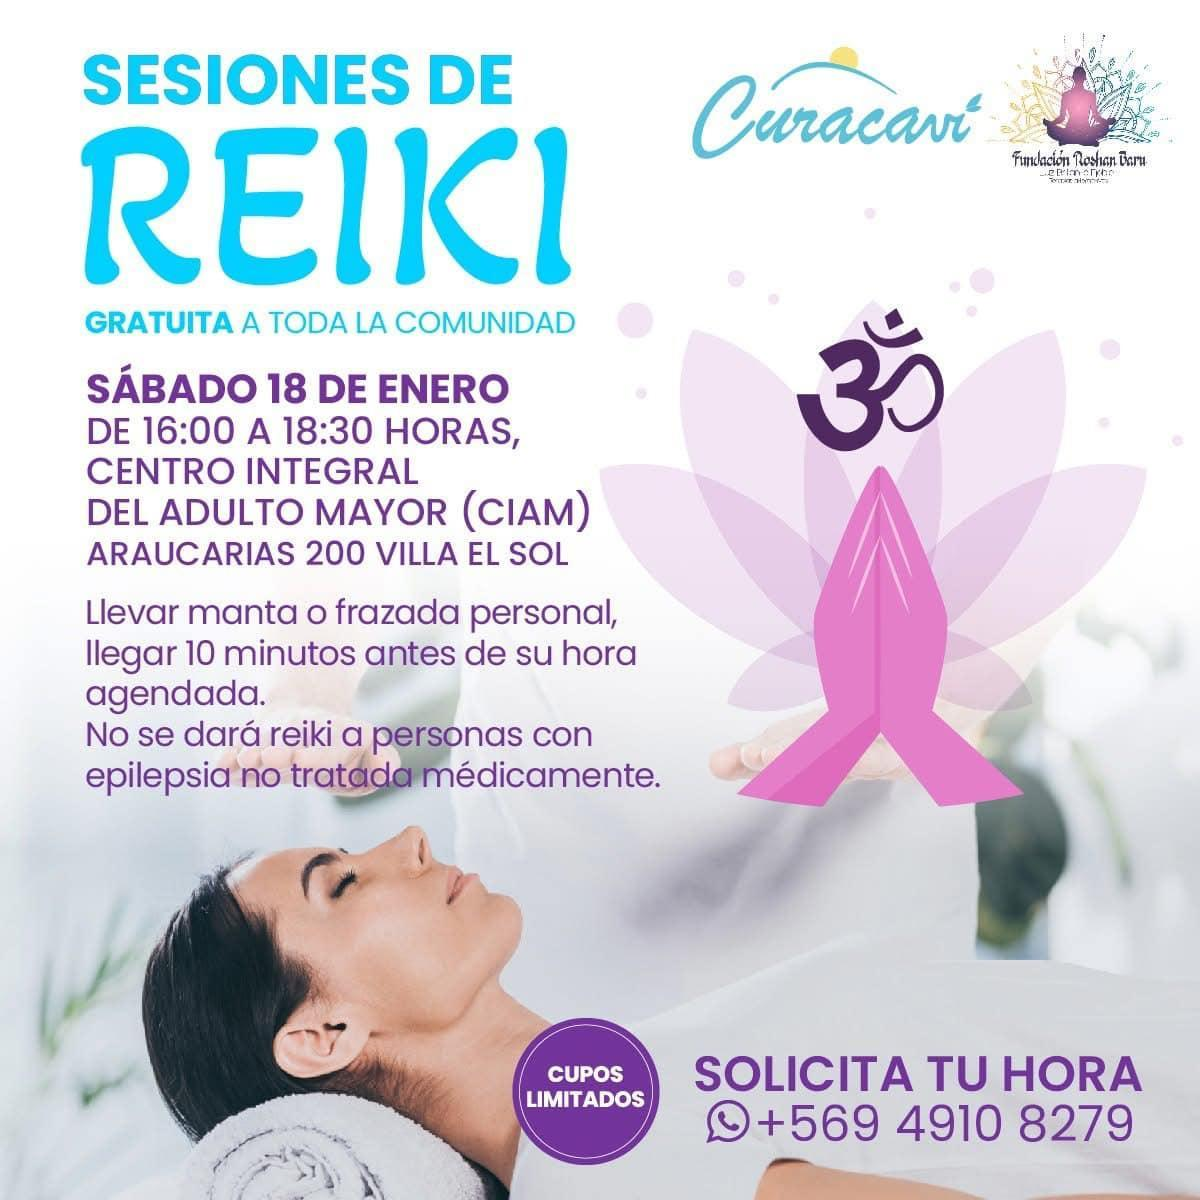 SESIONES DE
REIKI
GRATUITA A TODA LA COMUNIDAD
Curacaví
Fundación Roshan Baru
SÁBADO 18 DE ENERO
DE 16:00 A 18:30 HORAS,
CENTRO INTEGRAL
DEL ADULTO MAYOR (CIAM)
ARAUCARIAS 200 VILLA EL SOL
ॐ
Llevar manta o frazada personal,
llegar 10 minutos antes de su hora
agendada.
No se dará reiki a personas con
epilepsia no tratada médicamente.
CUPOS
LIMITADOS
SOLICITA TU HORA
+569 4910 8279